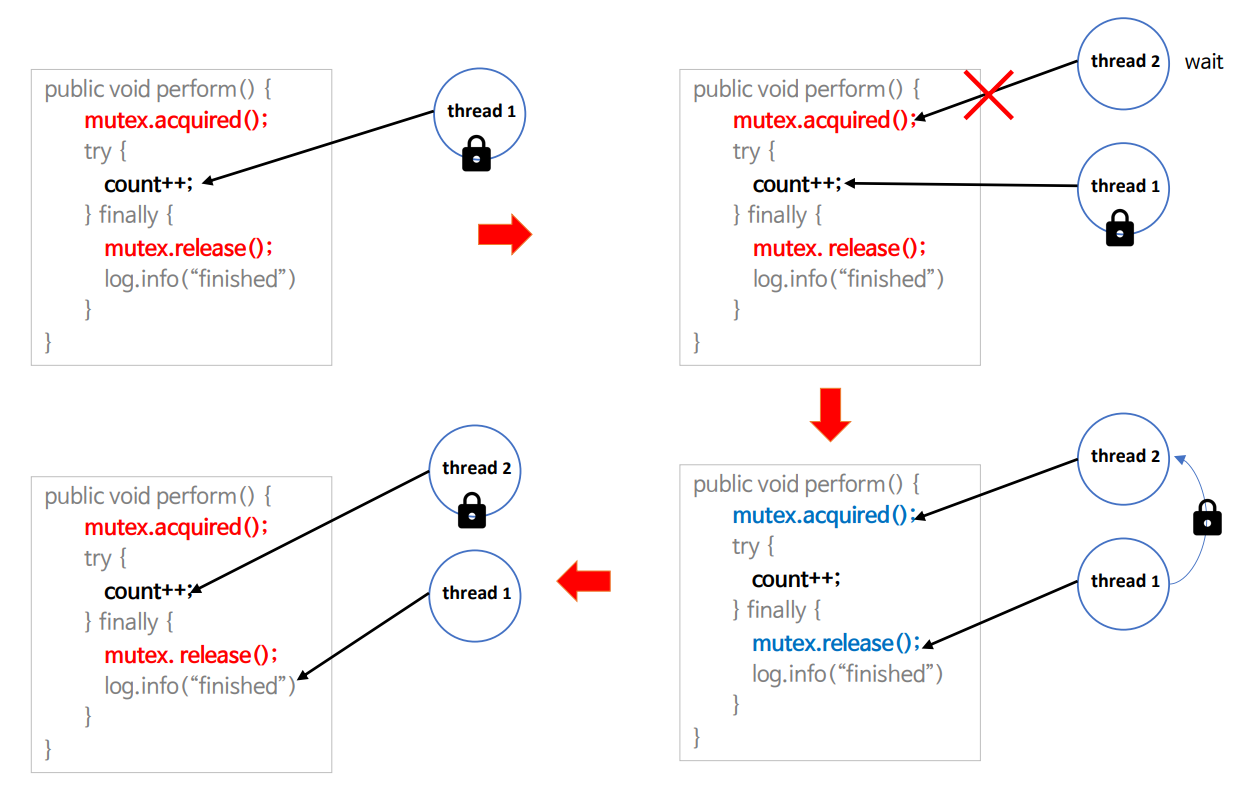 public void perform() {
mutex.acquired();
try {
count++;
} finally {
mutex.release();
log.info(“finished”)
}
}
thread 1
public void perform() {
mutex.acquired();
try {
count++;
} finally {
mutex. release();
log.info(“finished”)
}
}
thread 2
wait
thread 1
public void perform() {
mutex.acquired();
try {
count++;
} finally {
mutex.release();
log.info(“finished”)
}
}
thread 2
thread 1
public void perform() {
mutex.acquired();
try {
count++;
} finally {
mutex. release();
log.info(“finished”)
}
}
thread 2
thread 1